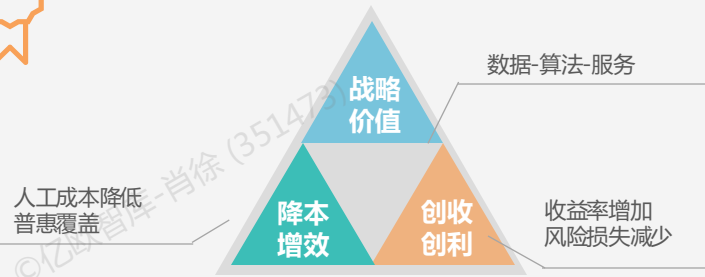 数据-算法-服务
战略
价值
人工成本降低
普惠覆盖
降本
增效
创收
创利
收益率增加
风险损失减少
©亿欧智库-肖徐 (351473)